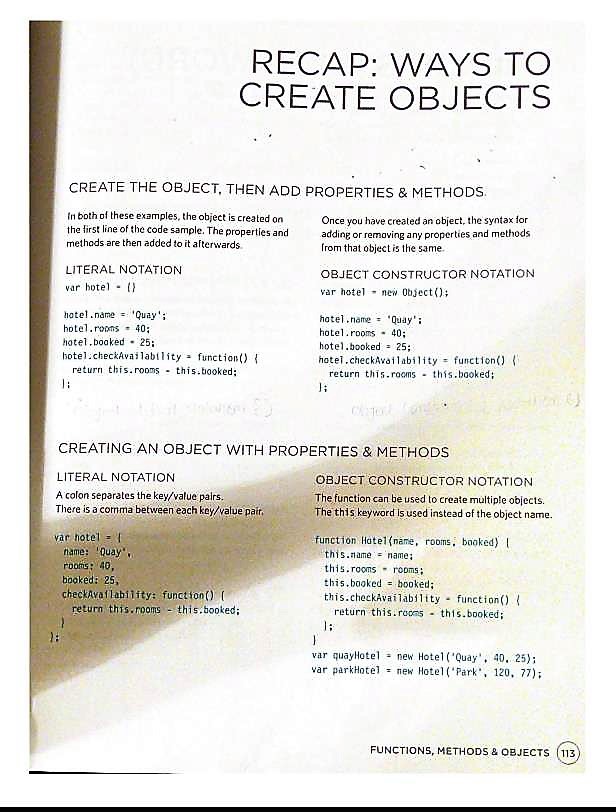 RECAP: WAYS TO
CREATE OBJECTS
CREATE THE OBJECT, THEN ADD PROPERTIES & METHODS
In both of these examples, the object is created on
the first line of the code sample. The properties and
methods are then added to it afterwards.
LITERAL NOTATION
var hotel = {}
hotel.name = 'Quay';
hotel.rooms = 40;
hotel.booked = 25;
hotel.checkAvailability = function() {
return this.rooms - this.booked;
};
Once you have created an object, the syntax for
adding or removing any properties and methods
from that object is the same.
OBJECT CONSTRUCTOR NOTATION
var hotel = new Object();
hotel.name = 'Quay';
hotel.rooms = 40;
hotel.booked = 25;
hotel.checkAvailability = function() {
return this.rooms - this.booked;
};
CREATING AN OBJECT WITH PROPERTIES & METHODS
LITERAL NOTATION
A colon separates the key/value pairs.
There is a comma between each key/value pair.
var hotel = {
name: 'Quay',
rooms: 40,
booked: 25,
checkAvailability: function() {
return this.rooms - this.booked;
}
};
OBJECT CONSTRUCTOR NOTATION
The function can be used to create multiple objects.
The this keyword is used instead of the object name.
function Hotel(name, rooms, booked) {
this.name = name;
this.rooms = rooms;
this.booked = booked;
this.checkAvailability = function() {
return this.rooms - this.booked;
};
}
var quayHotel = new Hotel('Quay', 40, 25);
var parkHotel = new Hotel('Park', 120, 77);
FUNCTIONS, METHODS & OBJECTS 113